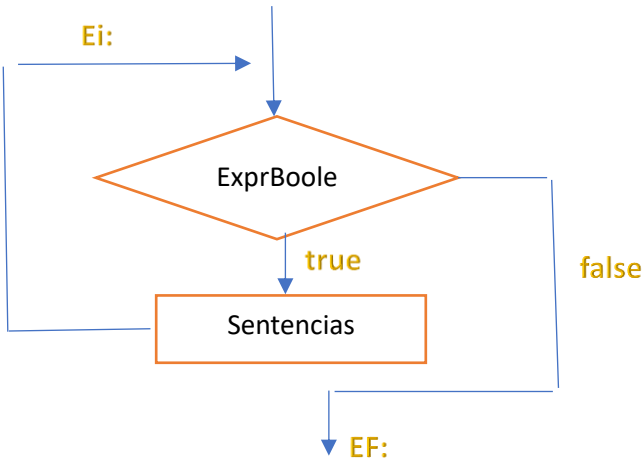 Ei:
ExprBoole
true
false
Sentencias
EF: